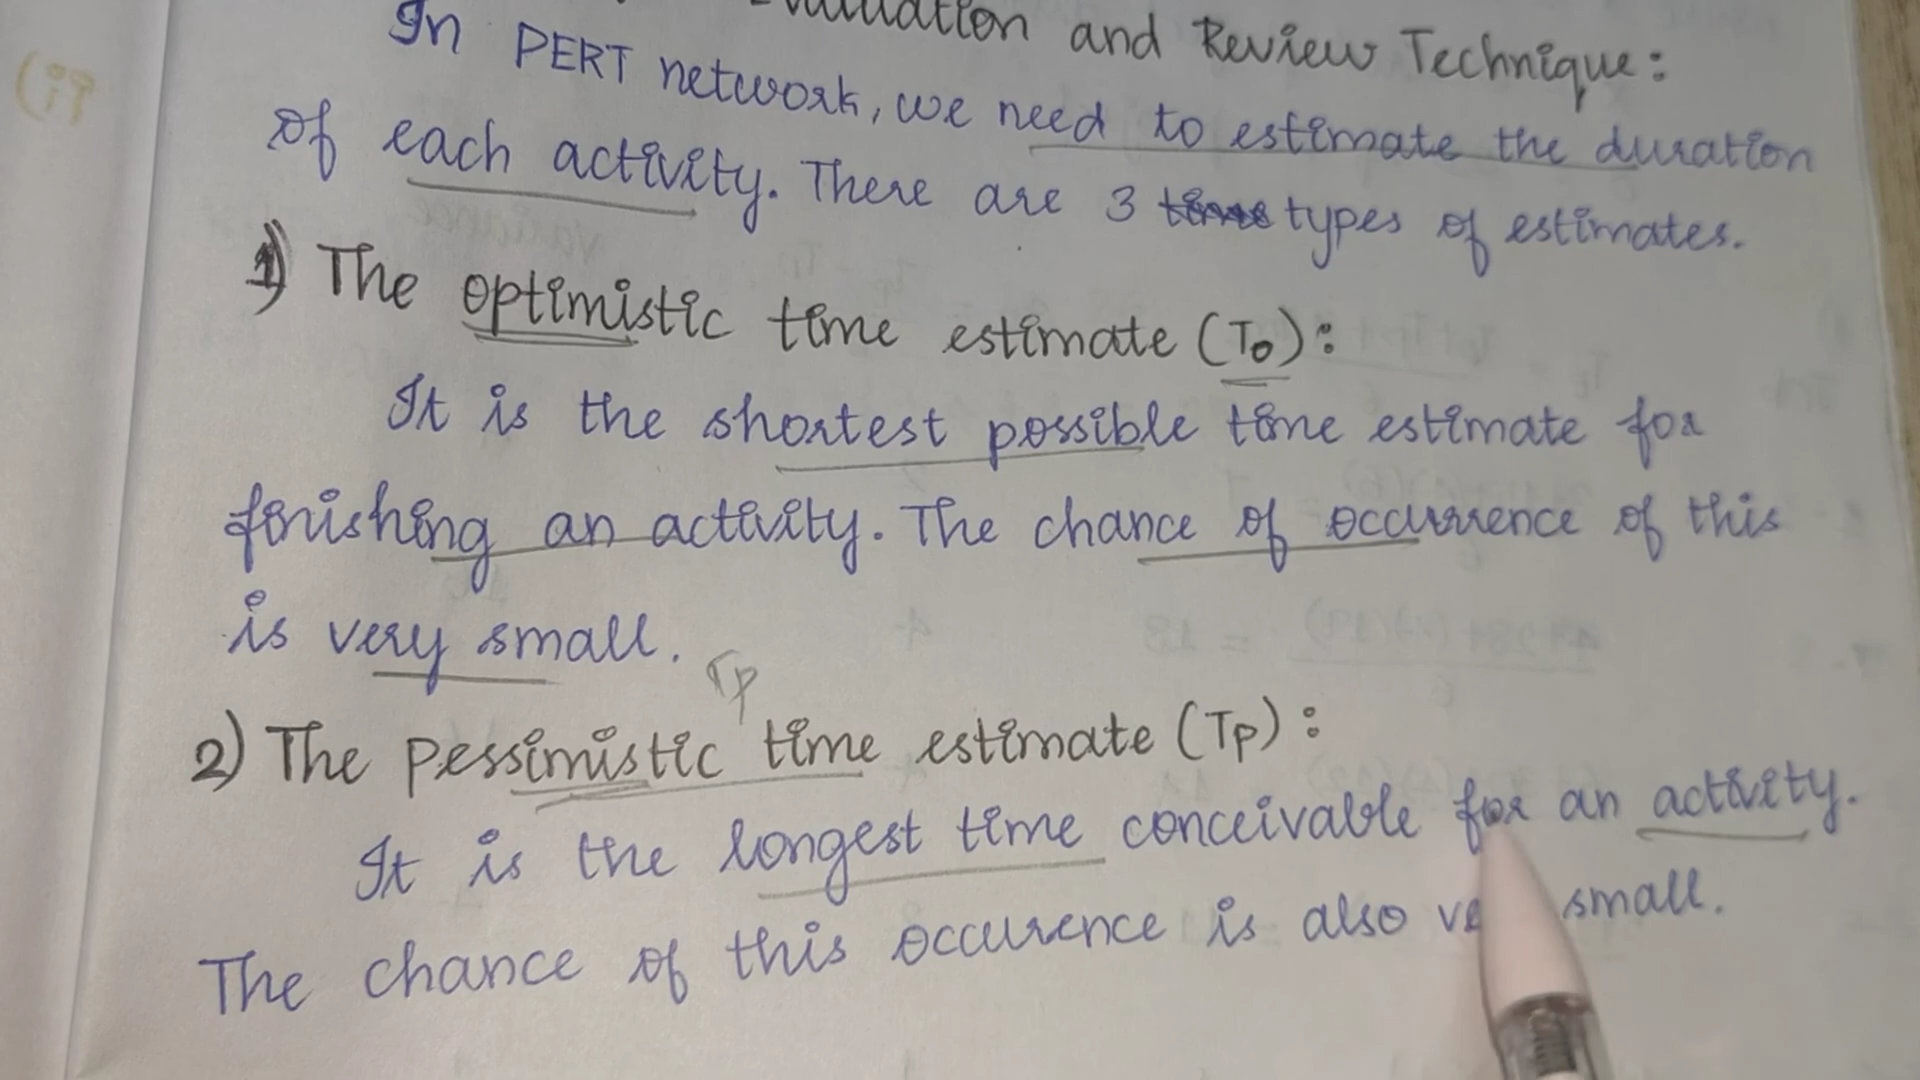 Evaluation and Review Technique:
In PERT network, we need to estimate the duration
of each activity. There are 3 types of estimates.
1) The optimistic time estimate (To):
It is the shortest possible time estimate for
finishing an activity. The chance of occurrence of this
is very small.
Tp
2) The pessimistic time estimate (Tp):
It is the longest time conceivable for an activity.
The chance of this occurence is also small.